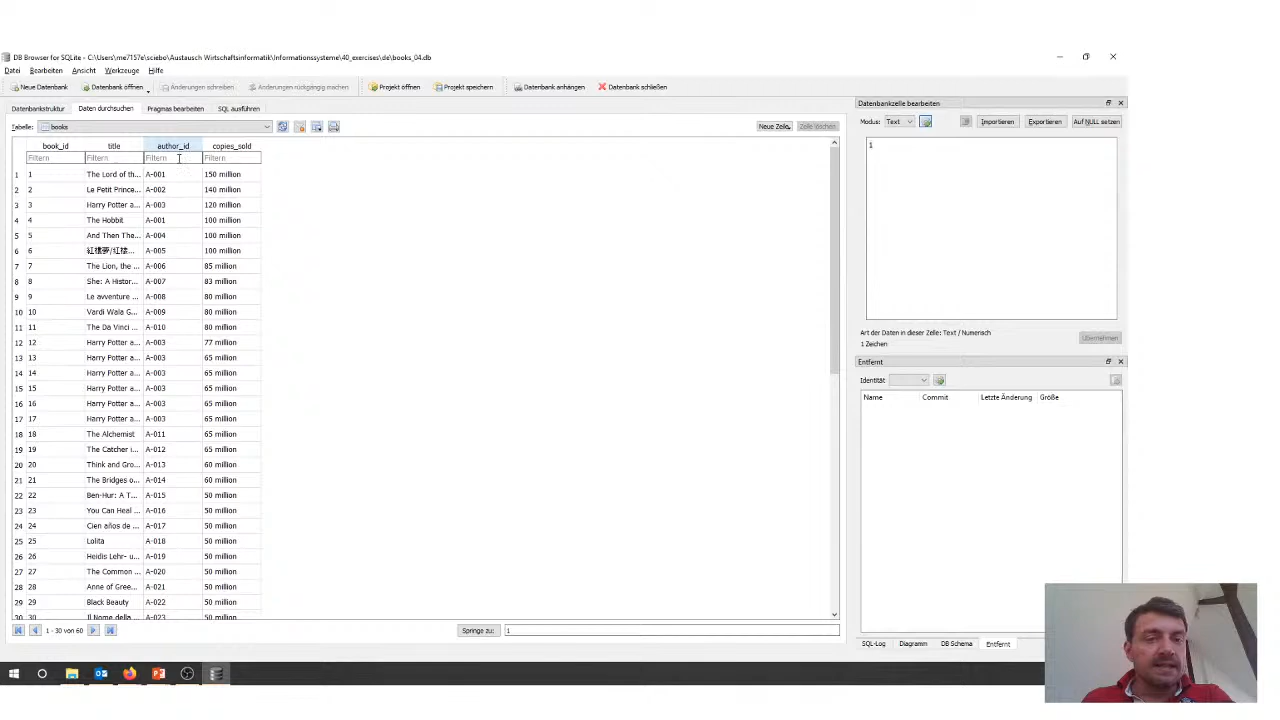 DB Browser for SQLite - C:\Users\me7157e\sciebo\Austausch Wirtschaftsinformatik\Informationssysteme\40_exercises\de\books_04.db
Datei Bearbeiten Ansicht Werkzeuge Hilfe
Neue Datenbank Datenbank öffnen Änderungen schreiben Änderungen rückgängig machen Projekt öffnen Projekt speichern Datenbank anhängen Datenbank schließen
Datenbankstruktur Daten durchsuchen Pragmas bearbeiten SQL ausführen
Tabelle: books Neue Zeile Zeile löschen
book_id title author_id copies_sold
Filtern Filtern Filtern Filtern
1 1 The Lord of th... A-001 150 million
2 2 Le Petit Prince... A-002 140 million
3 3 Harry Potter a... A-003 120 million
4 4 The Hobbit A-001 100 million
5 5 And Then The... A-004 100 million
6 6 紅樓夢/红楼... A-005 100 million
7 7 The Lion, the ... A-006 85 million
8 8 She: A Histor... A-007 83 million
9 9 Le avventure ... A-008 80 million
10 10 Vardi Wala G... A-009 80 million
11 11 The Da Vinci ... A-010 80 million
12 12 Harry Potter a... A-003 77 million
13 13 Harry Potter a... A-003 65 million
14 14 Harry Potter a... A-003 65 million
15 15 Harry Potter a... A-003 65 million
16 16 Harry Potter a... A-003 65 million
17 17 Harry Potter a... A-003 65 million
18 18 The Alchemist A-011 65 million
19 19 The Catcher i... A-012 65 million
20 20 Think and Gro... A-013 60 million
21 21 The Bridges o... A-014 60 million
22 22 Ben-Hur: A T... A-015 50 million
23 23 You Can Heal ... A-016 50 million
24 24 Cien años de ... A-017 50 million
25 25 Lolita A-018 50 million
26 26 Heidis Lehr- u... A-019 50 million
27 27 The Common ... A-020 50 million
28 28 Anne of Gree... A-021 50 million
29 29 Black Beauty A-022 50 million
30 30 Il Nome della ... A-023 50 million
1 - 30 von 60 Springe zu: 1
Datenbankzelle bearbeiten
Modus: Text Importieren Exportieren Auf NULL setzen
1
Art der Daten in dieser Zelle: Text / Numerisch
1 Zeichen Übernehmen
Entfernt
Identität
Name Commit Letzte Änderung Größe
SQL-Log Diagramm DB Schema Entfernt